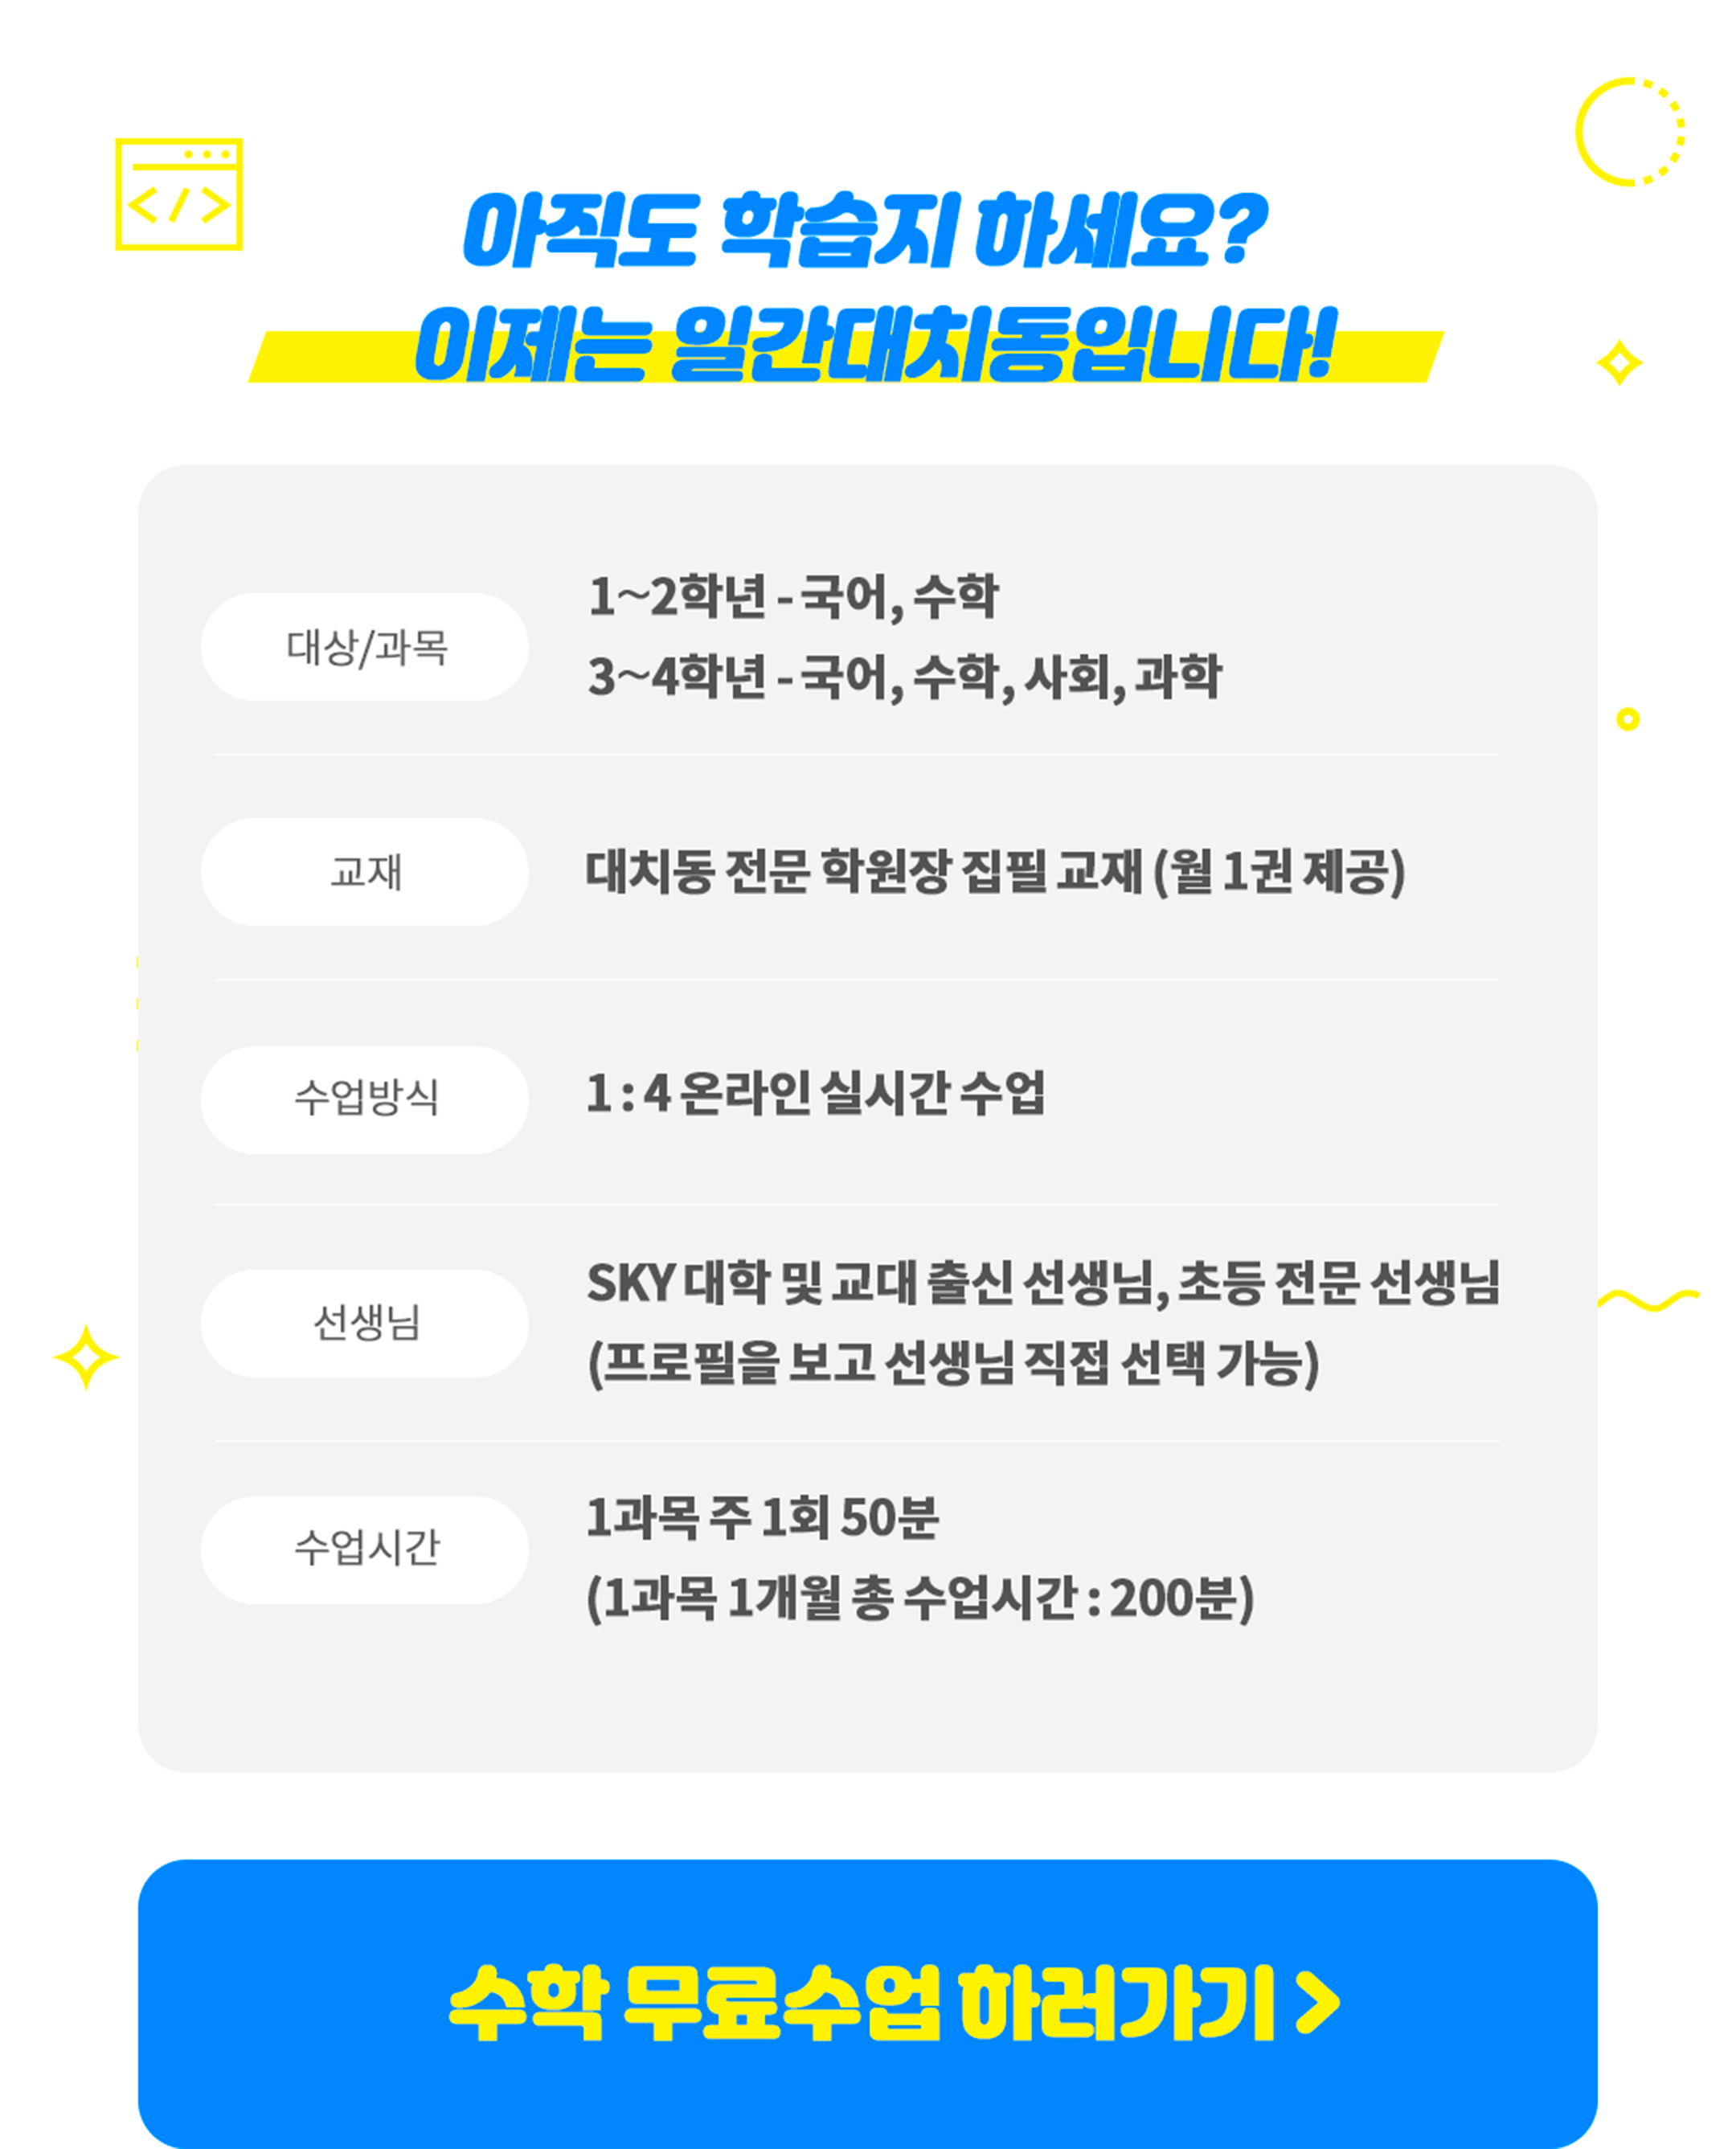 아직도 학습지 하세요?
이제는 일간대치동입니다!
대상/과목
1~2학년 - 국어, 수학
3~4학년 - 국어, 수학, 사회, 과학
교재
대치동 전문 학원장 집필 교재 (월 1권 제공)
수업방식
1 : 4 온라인 실시간 수업
선생님
SKY 대학 및 교대 출신 선생님, 초등 전문 선생님
(프로필을 보고 선생님 직접 선택 가능)
수업시간
1과목 주 1회 50분
(1과목 1개월 총 수업시간 : 200분)
수학 무료수업 하러가기 >